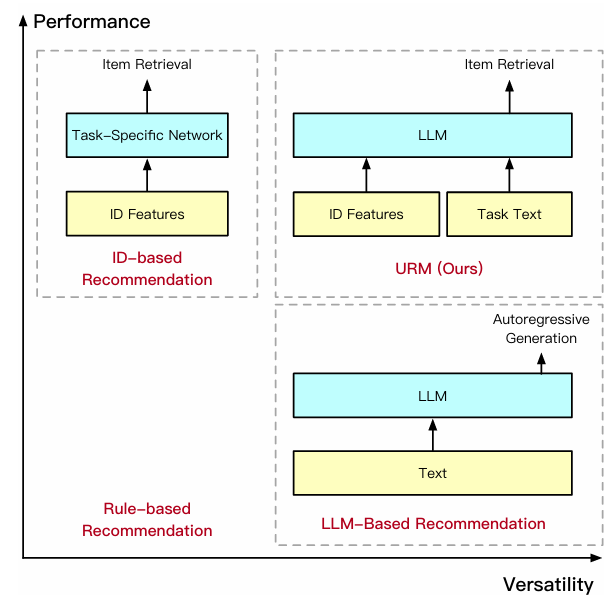 Performance
Item Retrieval
Task-Specific Network
ID Features
ID-based
Recommendation
Item Retrieval
LLM
ID Features
Task Text
URM (Ours)
Autoregressive
Generation
LLM
Text
LLM-Based Recommendation
Rule-based
Recommendation
Versatility